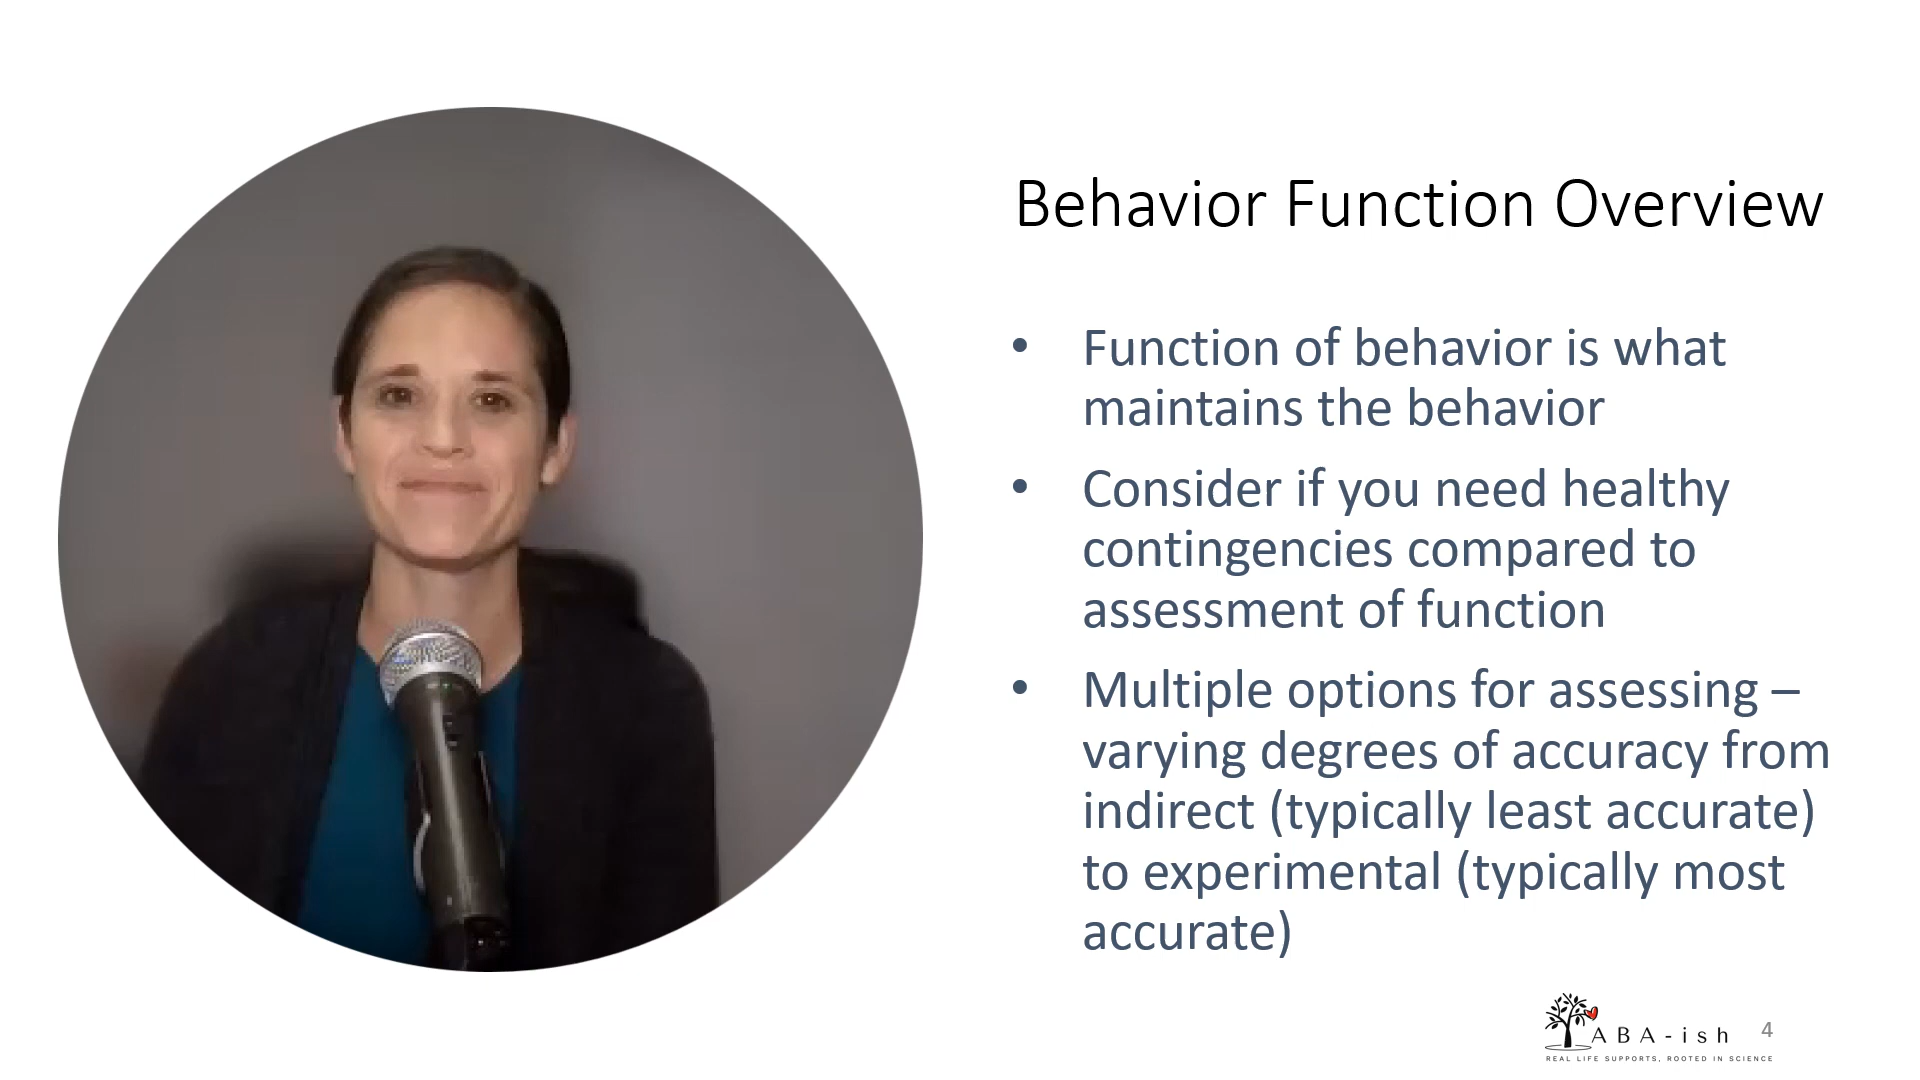 Behavior Function Overview
• Function of behavior is what
maintains the behavior
• Consider if you need healthy
contingencies compared to
assessment of function
• Multiple options for assessing –
varying degrees of accuracy from
indirect (typically least accurate)
to experimental (typically most
accurate)
ABA-ish
REAL LIFE SUPPORTS, ROOTED IN SCIENCE
4